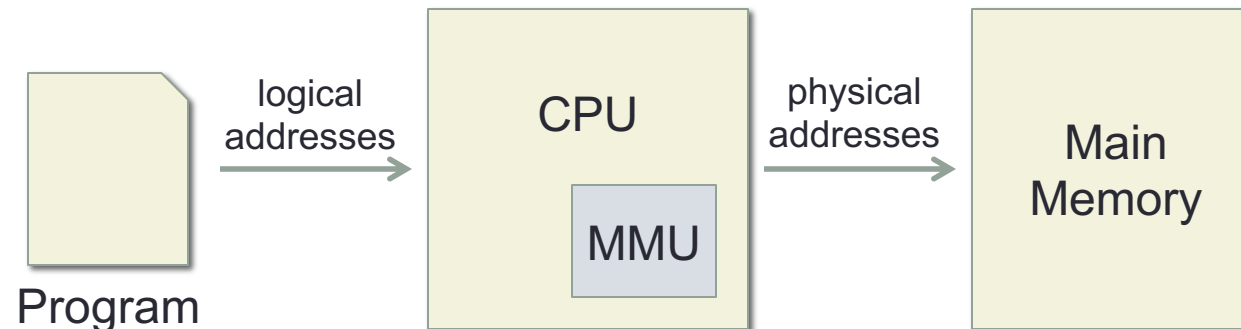 Program
logical
addresses
CPU
MMU
physical
addresses
Main
Memory